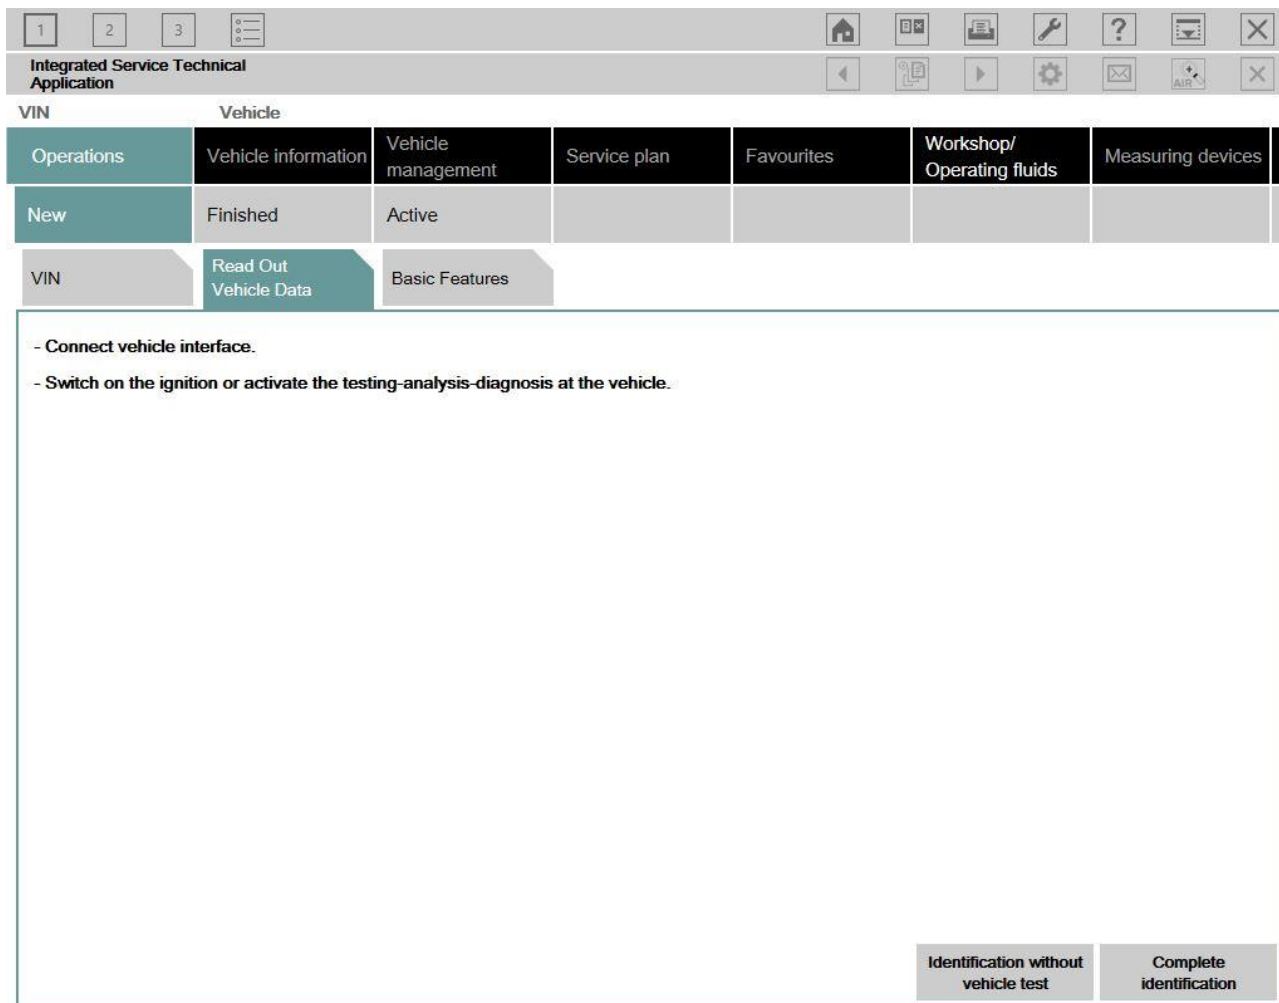 1 2 3 ?
Integrated Service Technical
Application
AIR
VIN Vehicle
Operations Vehicle information Vehicle
management Service plan Favourites Workshop/
Operating fluids Measuring devices
New Finished Active
VIN Read Out
Vehicle Data Basic Features
- Connect vehicle interface.
- Switch on the ignition or activate the testing-analysis-diagnosis at the vehicle.
Identification without
vehicle test
Complete
identification